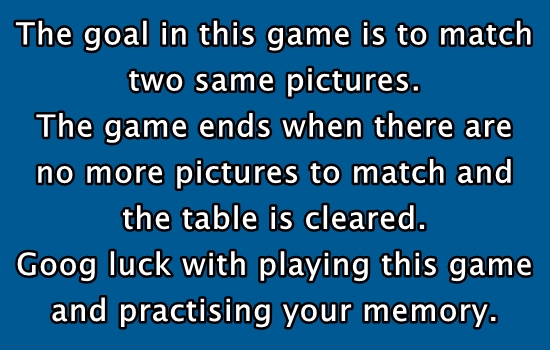 The goal in this game is to match
two same pictures.
The game ends when there are
no more pictures to match and
the table is cleared.
Goog luck with playing this game
and practising your memory.